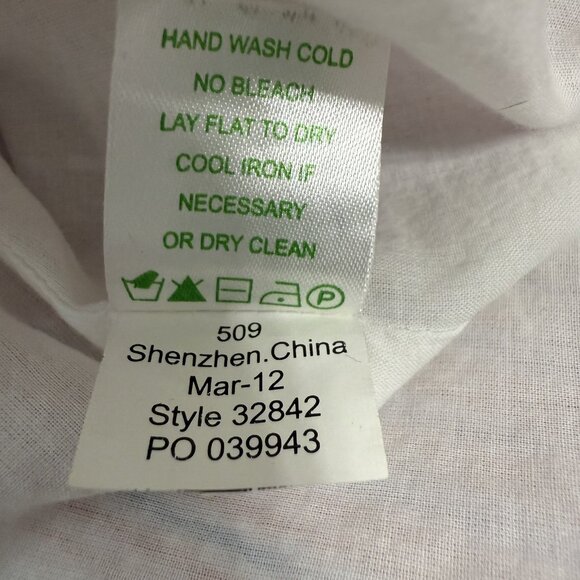 HAND WASH COLD
NO BLEACH
LAY FLAT TO DRY
COOL IRON IF
NECESSARY
OR DRY CLEAN
P
509
Shenzhen.China
Mar-12
Style 32842
PO 039943